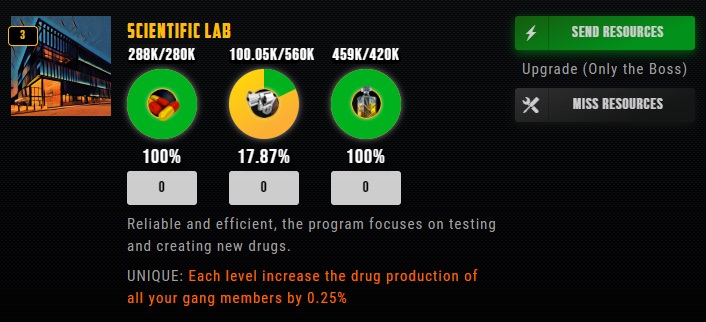 3
SCIENTIFIC LAB
288K/280K 100.05K/560K 459K/420K
100% 17.87% 100%
0 0 0
Reliable and efficient, the program focuses on testing
and creating new drugs.
UNIQUE: Each level increase the drug production of
all your gang members by 0.25%
SEND RESOURCES
Upgrade (Only the Boss)
MISS RESOURCES